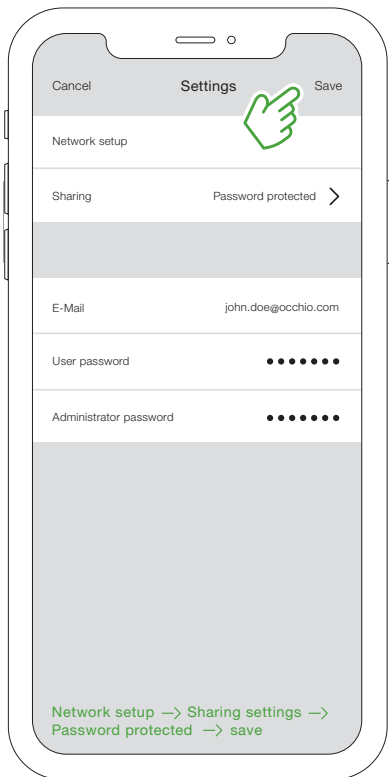 Cancel Settings Save
Network setup
Sharing Password protected
E-Mail john.doe@occhio.com
User password •••••••
Administrator password •••••••
Network setup —> Sharing settings —>
Password protected —> save